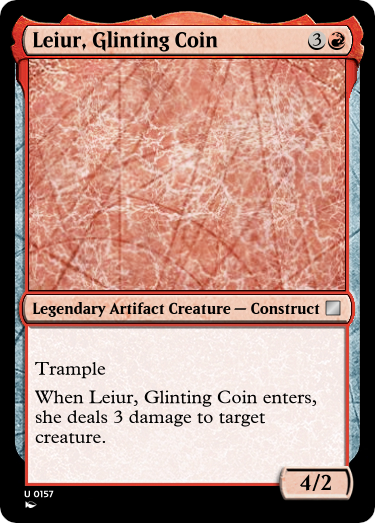 Leiur, Glinting Coin 3
Legendary Artifact Creature — Construct
Trample
When Leiur, Glinting Coin enters,
she deals 3 damage to target
creature.
4/2
U 0157